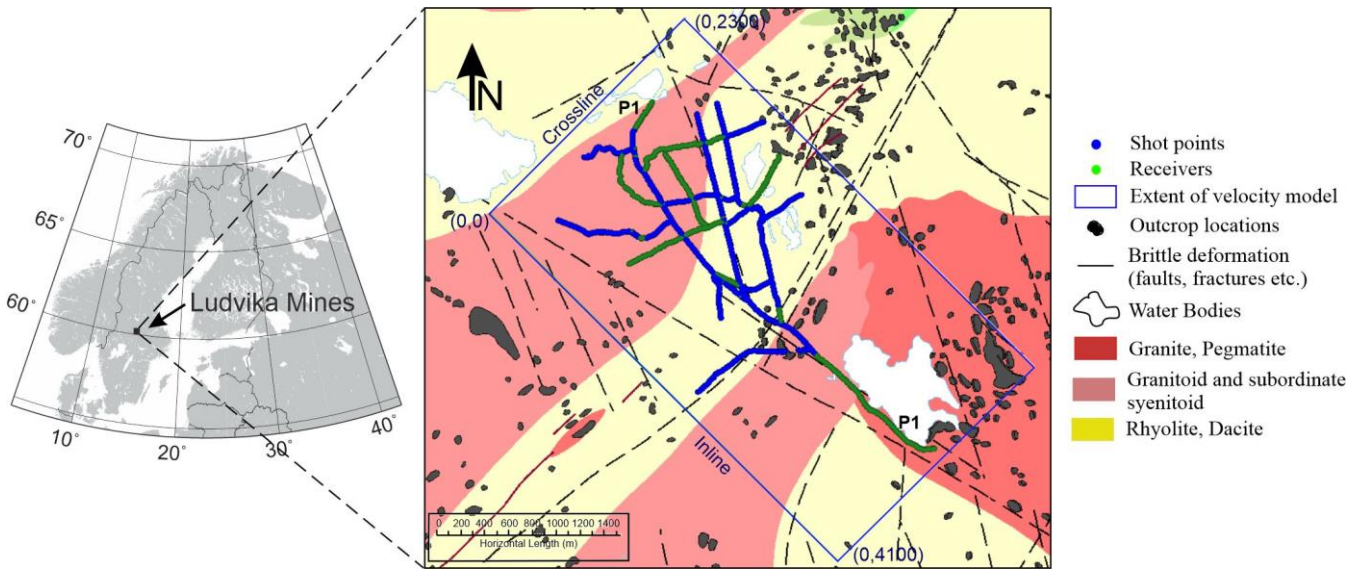 70°
65°
60°
10°
20°
30°
40°
Ludvika Mines
N
(0,2300)
Crossline
P1
(0,0)
Inline
P1
(0,4100)
0 200 400 600 800 1000 1200 1400
Horizontal Length (m)
Shot points
Receivers
Extent of velocity model
Outcrop locations
Brittle deformation
(faults, fractures etc.)
Water Bodies
Granite, Pegmatite
Granitoid and subordinate
syenitoid
Rhyolite, Dacite